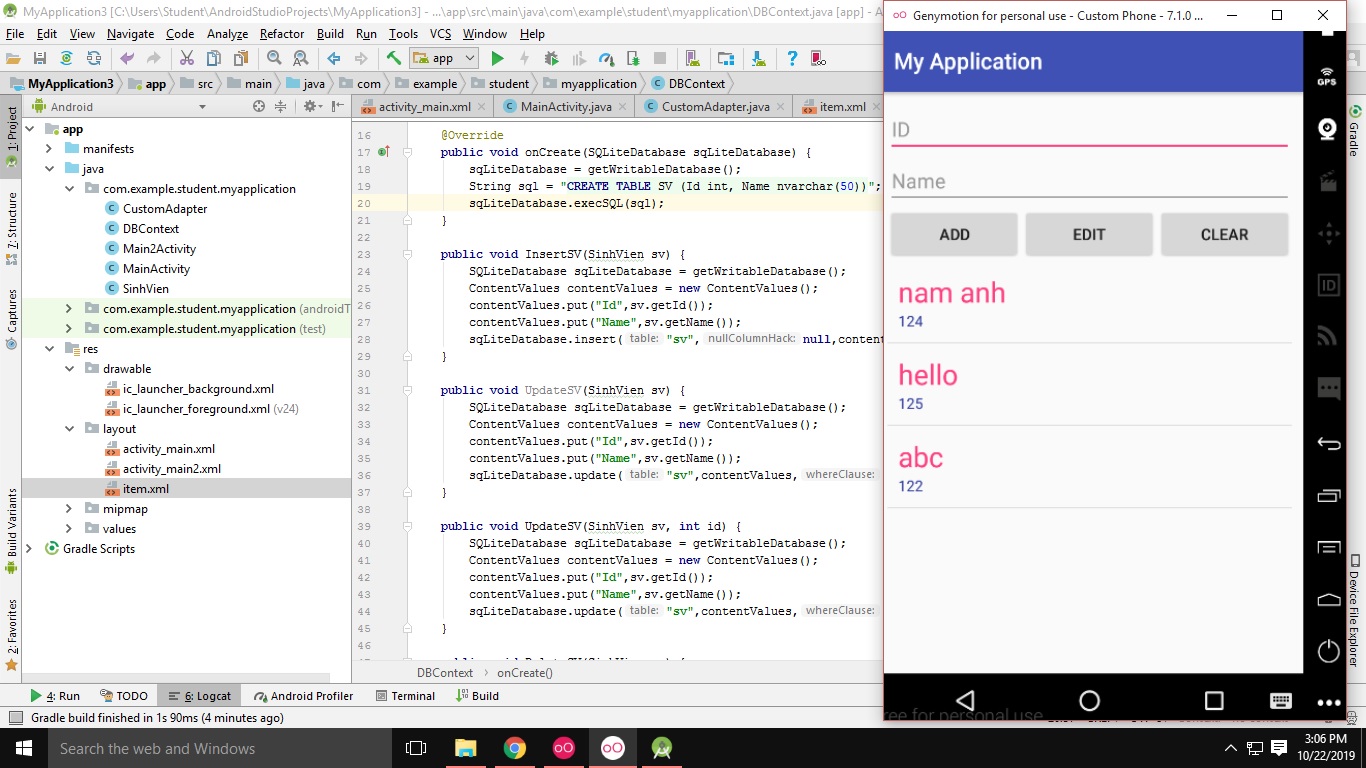 MyApplication3 [C:\Users\Student\AndroidStudioProjects\MyApplication3] - ...\app\src\main\java\com\example\student\myapplication\DBContext.java [app] - A
File Edit View Navigate Code Analyze Refactor Build Run Tools VCS Window Help
app
MyApplication3 app src main java com example student myapplication DBContext
Android
activity_main.xml MainActivity.java CustomAdapter.java item.xml
1: Project
7: Structure
Captures
Build Variants
2: Favorites
app
manifests
java
com.example.student.myapplication
CustomAdapter
DBContext
Main2Activity
MainActivity
SinhVien
com.example.student.myapplication (androidT
com.example.student.myapplication (test)
res
drawable
ic_launcher_background.xml
ic_launcher_foreground.xml (v24)
layout
activity_main.xml
activity_main2.xml
item.xml
mipmap
values
Gradle Scripts
16 @Override
17 public void onCreate(SQLiteDatabase sqLiteDatabase) {
18 sqLiteDatabase = getWritableDatabase();
19 String sql = "CREATE TABLE SV (Id int, Name nvarchar(50))";
20 sqLiteDatabase.execSQL(sql);
21 }
22
23 public void InsertSV(SinhVien sv) {
24 SQLiteDatabase sqLiteDatabase = getWritableDatabase();
25 ContentValues contentValues = new ContentValues();
26 contentValues.put("Id",sv.getId());
27 contentValues.put("Name",sv.getName());
28 sqLiteDatabase.insert( table: "sv", nullColumnHack: null,content
29 }
30
31 public void UpdateSV(SinhVien sv) {
32 SQLiteDatabase sqLiteDatabase = getWritableDatabase();
33 ContentValues contentValues = new ContentValues();
34 contentValues.put("Id",sv.getId());
35 contentValues.put("Name",sv.getName());
36 sqLiteDatabase.update( table: "sv",contentValues, whereClause:
37 }
38
39 public void UpdateSV(SinhVien sv, int id) {
40 SQLiteDatabase sqLiteDatabase = getWritableDatabase();
41 ContentValues contentValues = new ContentValues();
42 contentValues.put("Id",sv.getId());
43 contentValues.put("Name",sv.getName());
44 sqLiteDatabase.update( table: "sv",contentValues, whereClause:
45 }
46
DBContext onCreate()
4: Run TODO 6: Logcat Android Profiler Terminal Build
Gradle build finished in 1s 90ms (4 minutes ago)
Genymotion for personal use - Custom Phone - 7.1.0 ...
My Application
ID
Name
ADD EDIT CLEAR
nam anh
124
hello
125
abc
122
GPS
ID
free for personal use
Gradle
Device File Explorer
Search the web and Windows
3:06 PM
10/22/2019